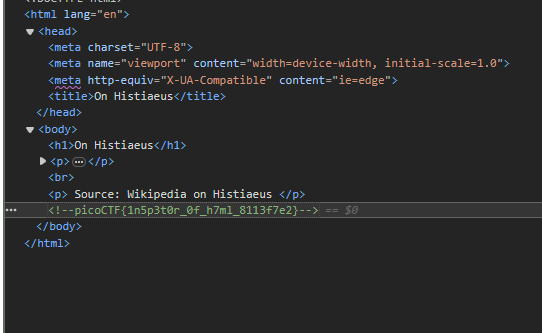 <html lang="en">
▼ <head>
<meta charset="UTF-8">
<meta name="viewport" content="width=device-width, initial-scale=1.0">
<meta http-equiv="X-UA-Compatible" content="ie=edge">
<title>On Histiaeus</title>
</head>
▼ <body>
<h1>On Histiaeus</h1>
▶ <p> ⋯ </p>
<br>
<p> Source: Wikipedia on Histiaeus </p>
⋯ <!--picoCTF{1n5p3t0r_0f_h7ml_8113f7e2}--> == $0
</body>
</html>